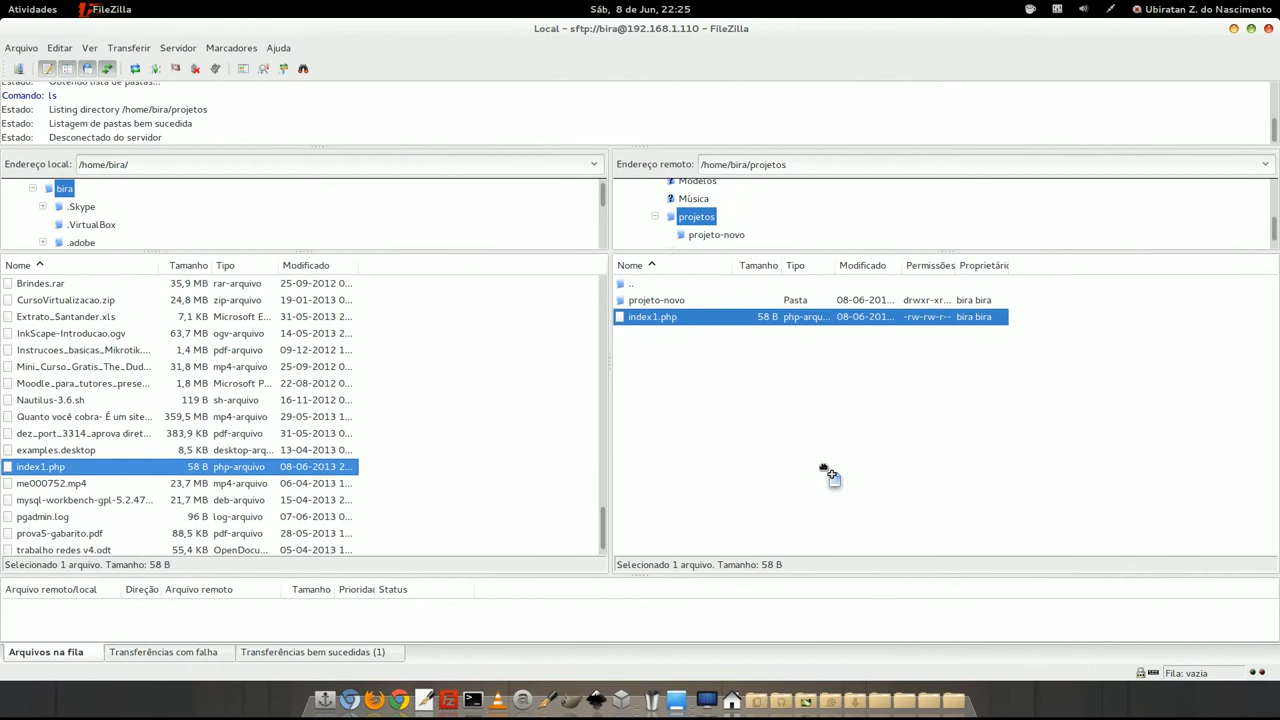 Atividades FileZilla Sáb, 8 de Jun, 22:25 Ubiratan Z. do Nascimento
Local - sftp://bira@192.168.1.110 - FileZilla
Arquivo Editar Ver Transferir Servidor Marcadores Ajuda
Estado: Obtendo lista de pastas...
Comando: ls
Estado: Listing directory /home/bira/projetos
Estado: Listagem de pastas bem sucedida
Estado: Desconectado do servidor
Endereço local: /home/bira/ Endereço remoto: /home/bira/projetos
bira
.Skype
.VirtualBox
.adobe
Modelos
Música
projetos
projeto-novo
Nome Tamanho Tipo Modificado
Brindes.rar 35,9 MB rar-arquivo 25-09-2012 0...
CursoVirtualizacao.zip 24,8 MB zip-arquivo 19-01-2013 0...
Extrato_Santander.xls 7,1 KB Microsoft E... 31-05-2013 2...
InkScape-Introducao.ogv 63,7 MB ogv-arquivo 14-05-2013 2...
Instrucoes_basicas_Mikrotik.... 1,4 MB pdf-arquivo 09-12-2012 1...
Mini_Curso_Gratis_The_Dud... 31,8 MB mp4-arquivo 25-09-2012 0...
Moodle_para_tutores_prese... 1,8 MB Microsoft P... 22-08-2012 0...
Nautilus-3.6.sh 119 B sh-arquivo 16-11-2012 0...
Quanto você cobra- É um site... 359,5 MB mp4-arquivo 29-05-2013 1...
dez_port_3314_aprova diret... 383,9 KB pdf-arquivo 31-05-2013 1...
examples.desktop 8,5 KB desktop-arq... 13-04-2013 0...
index1.php 58 B php-arquivo 08-06-2013 2...
me000752.mp4 23,7 MB mp4-arquivo 06-04-2013 1...
mysql-workbench-gpl-5.2.47... 21,7 MB deb-arquivo 15-04-2013 2...
pgadmin.log 96 B log-arquivo 07-06-2013 0...
prova5-gabarito.pdf 88,5 KB pdf-arquivo 28-05-2013 1...
trabalho redes v4.odt 55,4 KB OpenDocu... 05-04-2013 1...
Selecionado 1 arquivo. Tamanho: 58 B
Nome Tamanho Tipo Modificado Permissões Proprietáric
..
projeto-novo Pasta 08-06-201... drwxr-xr... bira bira
index1.php 58 B php-arqu... 08-06-201... -rw-rw-r-- bira bira
Selecionado 1 arquivo. Tamanho: 58 B
Arquivo remoto/local Direção Arquivo remoto Tamanho Prioridac Status
Arquivos na fila Transferências com falha Transferências bem sucedidas (1)
Fila: vazia